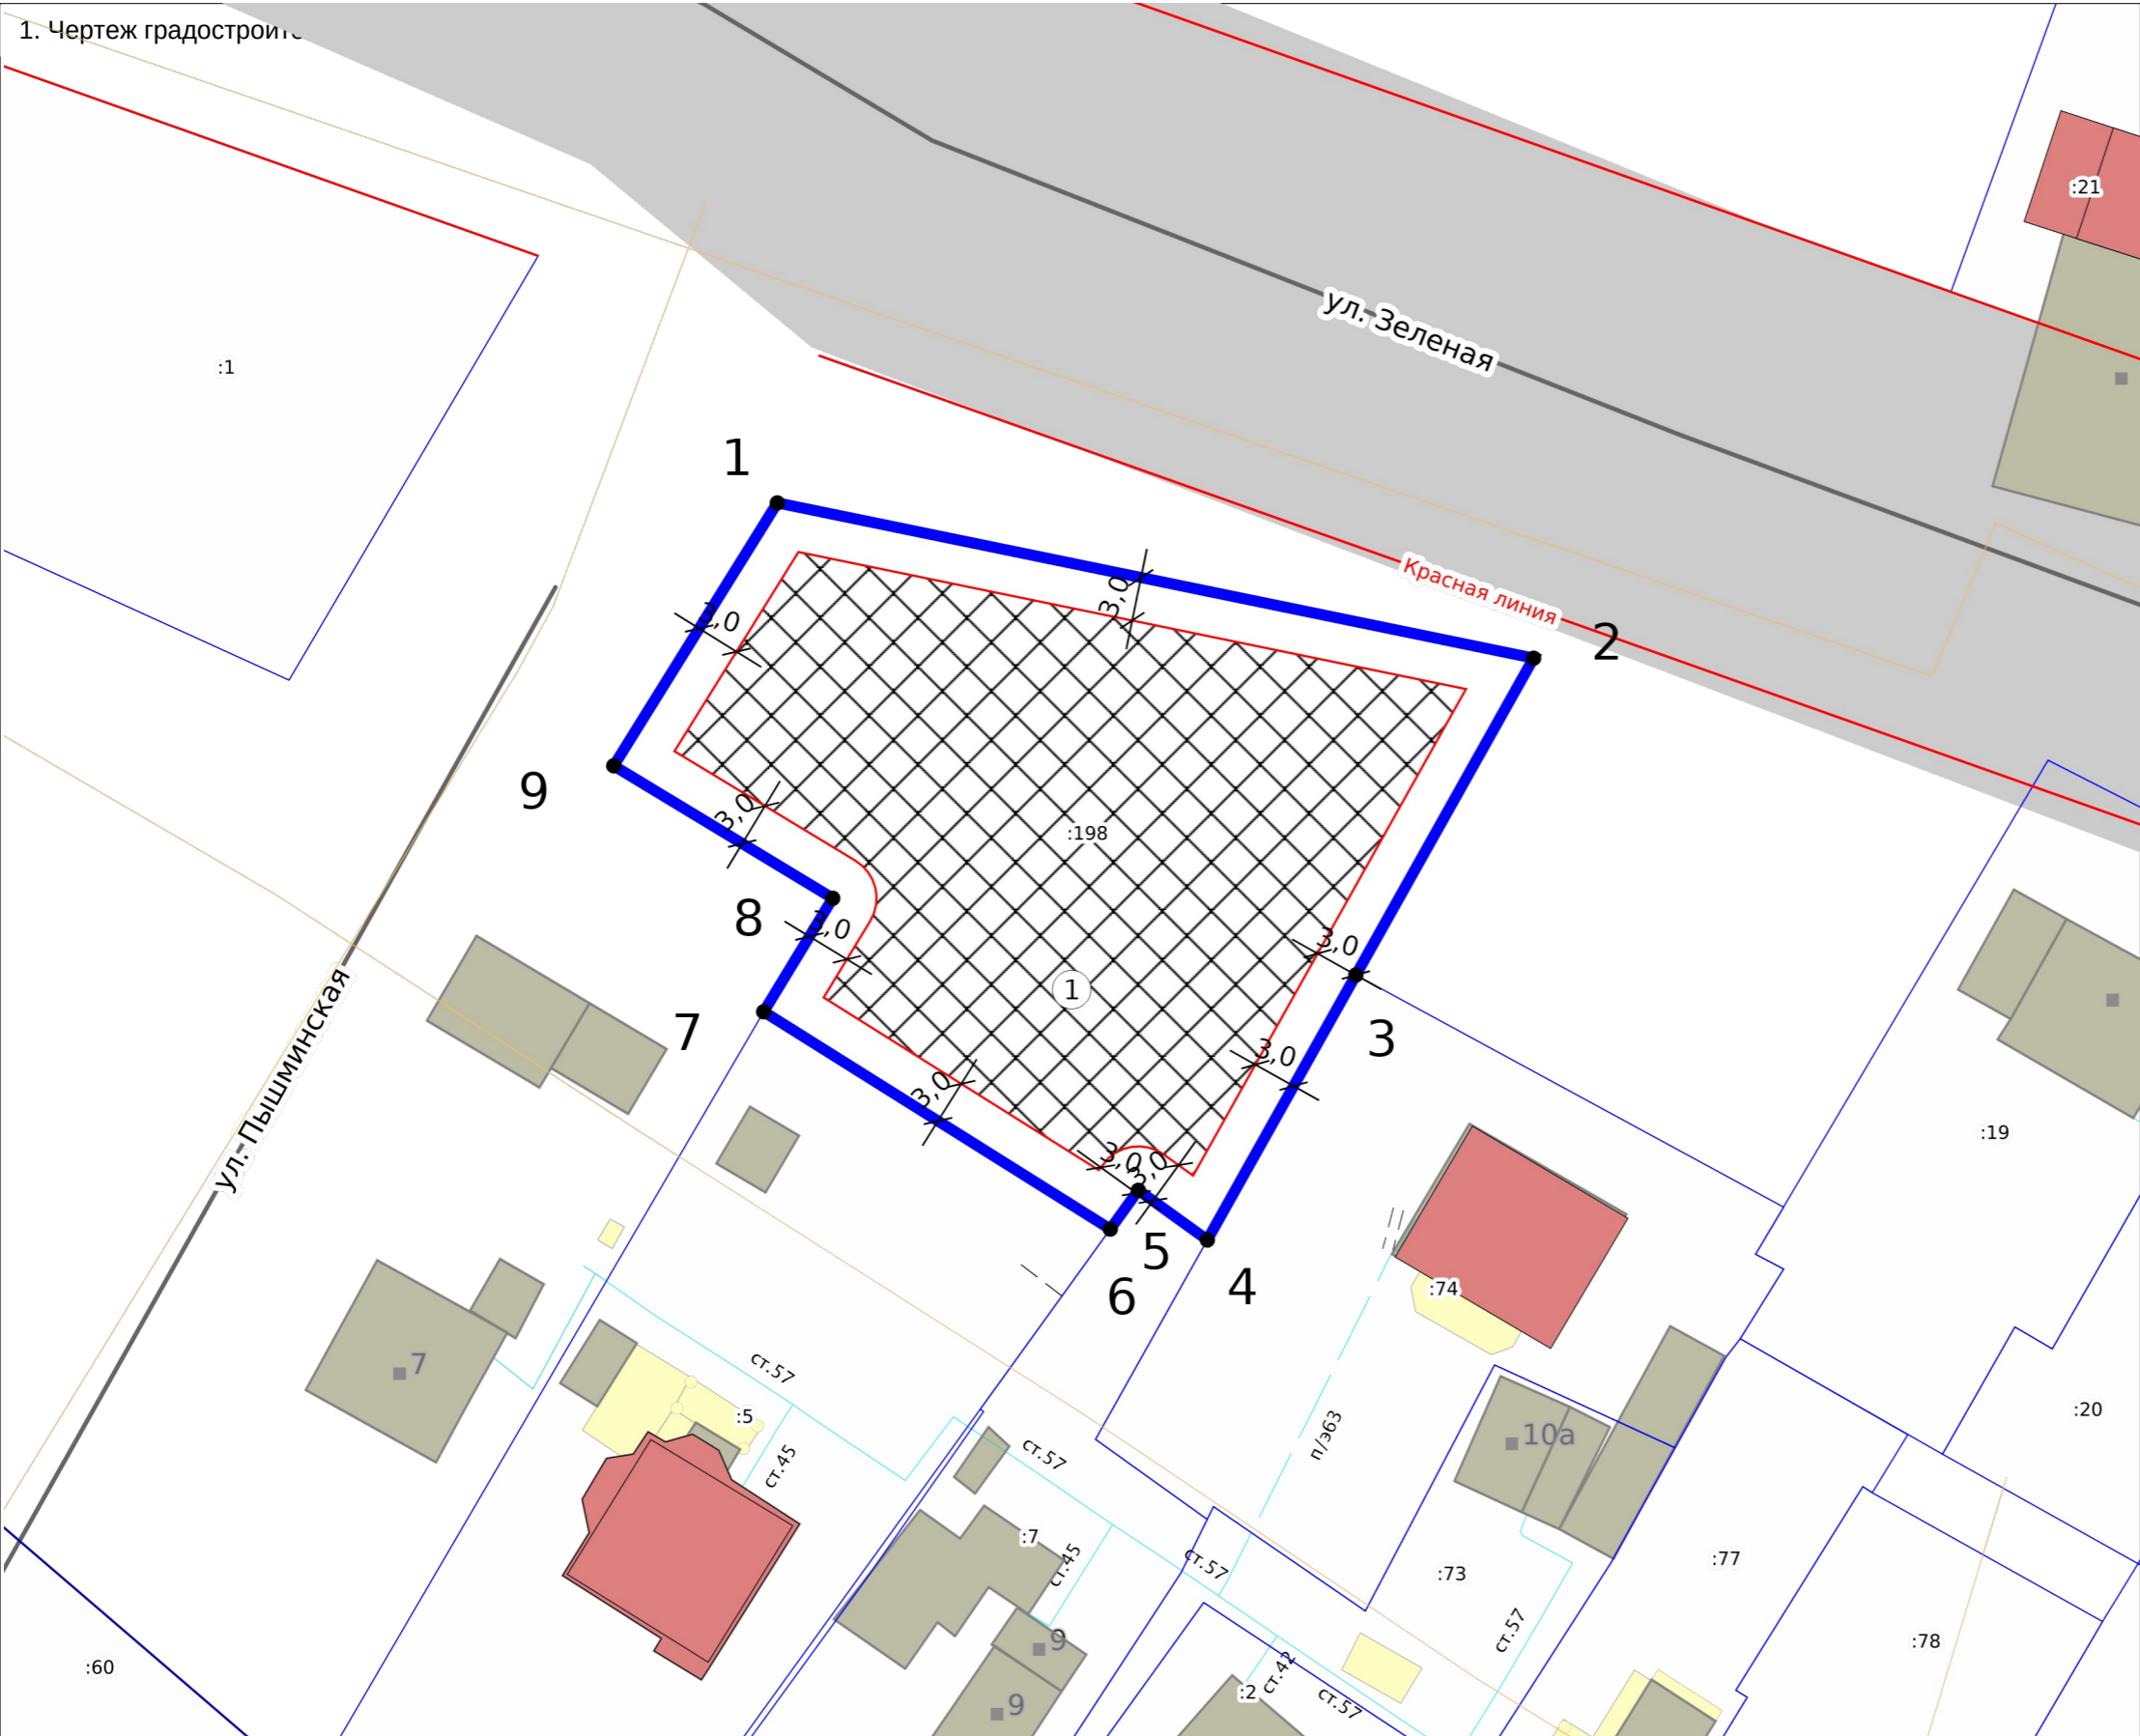 1. Чертеж
:21
ул. Зеленая
:1
1
Красная линия
2
3,0
3,0
9
3,0
:198
8
3,0
3,0
1
7
3,0
3
3,0
ул. Пышминская
3,0
3,0
5
4
6
:19
:74
7
ст.57
:5
ст.45
ст.57
п/э63
10а
:20
:7
ст.45
ст.57
:73
:77
ст.57
9
:78
:60
ст.42
:2
ст.57
9